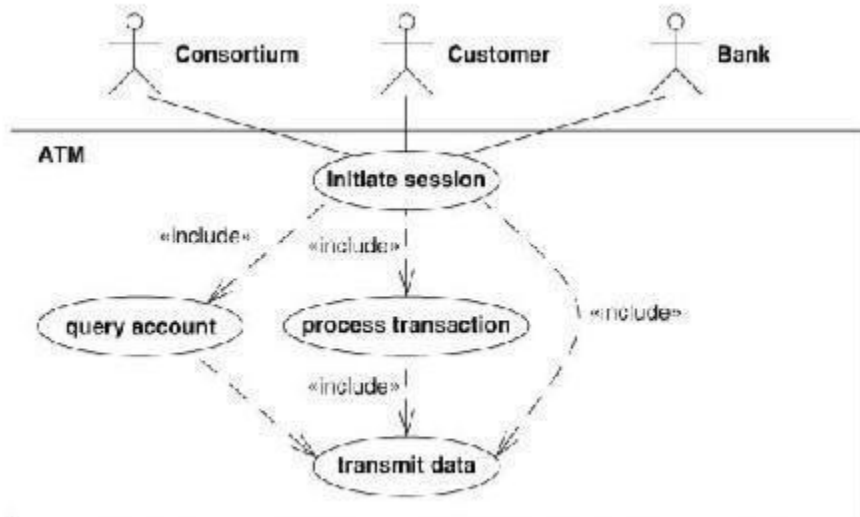 Consortium
Customer
Bank
ATM
Initiate session
«include»
«include»
«include»
query account
process transaction
«include»
transmit data